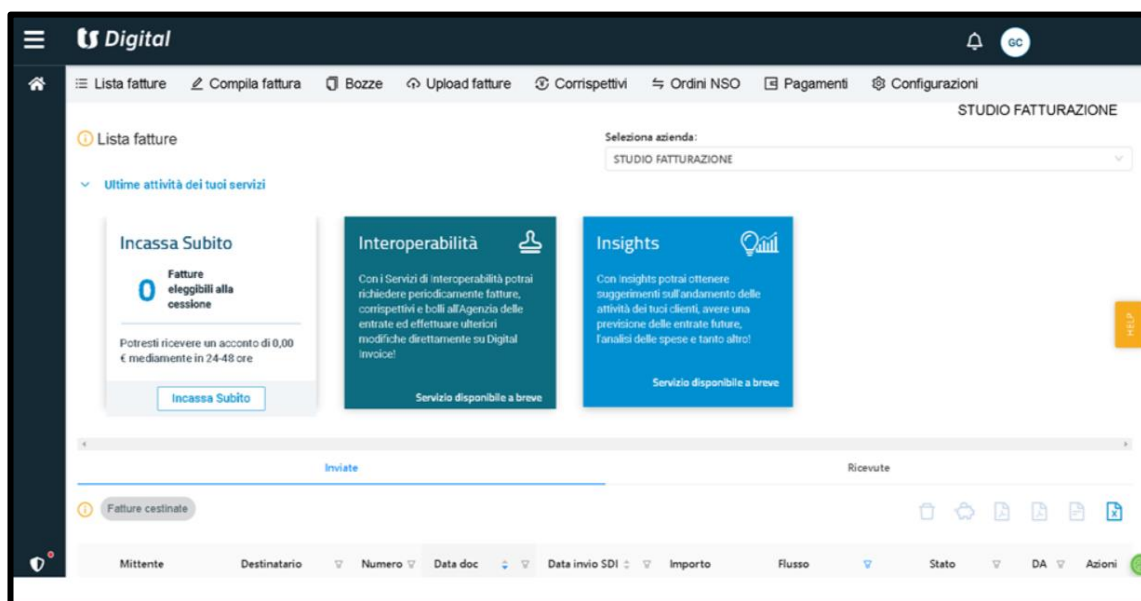 TS Digital
GC
Lista fatture
Compila fattura
Bozze
Upload fatture
Corrispettivi
Ordini NSO
Pagamenti
Configurazioni
STUDIO FATTURAZIONE
Lista fatture
Seleziona azienda:
STUDIO FATTURAZIONE
Ultime attività dei tuoi servizi
Incassa Subito
0
Fatture
eleggibili alla
cessione
Potresti ricevere un acconto di 0,00
€ mediamente in 24-48 ore
Incassa Subito
Interoperabilità
Con i Servizi di Interoperabilità potrai
richiedere periodicamente fatture,
corrispettivi e bolli all'Agenzia delle
entrate ed effettuare ulteriori
modifiche direttamente su Digital
Invoice!
Servizio disponibile a breve
Insights
Con Insights potrai ottenere
suggerimenti sull'andamento delle
attività dei tuoi clienti, avere una
previsione delle entrate future,
l'analisi delle spese e tanto altro!
Servizio disponibile a breve
HELP
Inviate
Ricevute
Fatture cestinate
Mittente
Destinatario
Numero
Data doc
Data invio SDI
Importo
Flusso
Stato
DA
Azioni